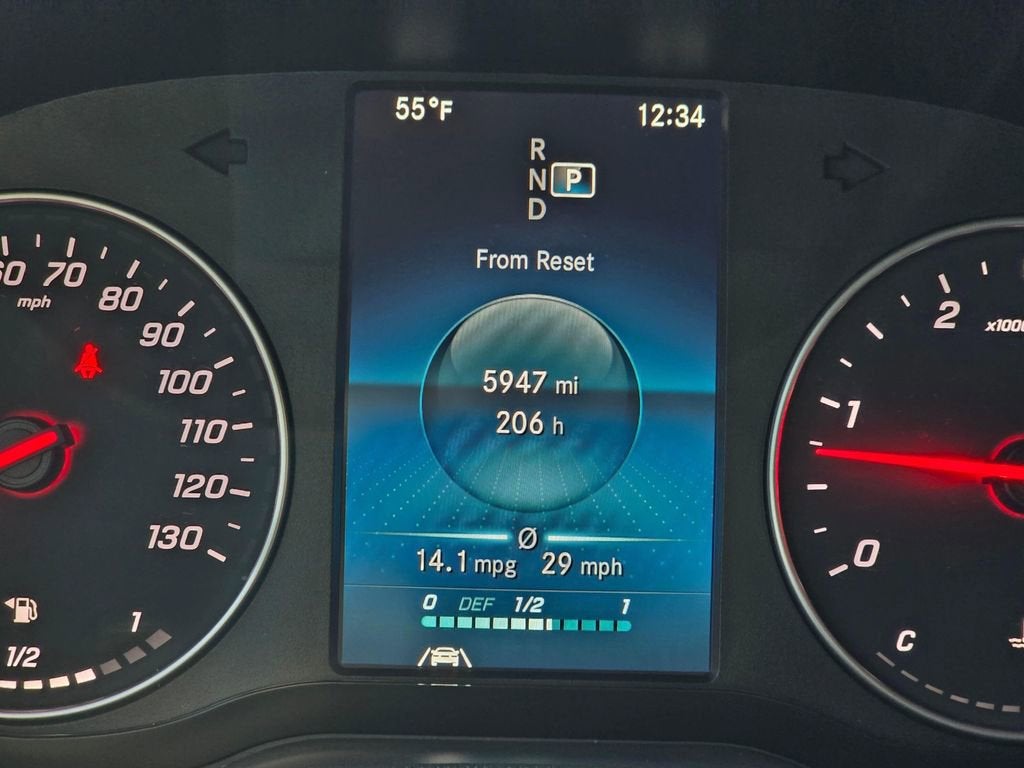 55°F 12:34
R
N P
D
From Reset
5947 mi
206 h
Ø
14.1 mpg 29 mph
0 DEF 1/2 1
60 70 80 90 100 110 120 130
mph
1/2 1
2
x1000
1
0
C